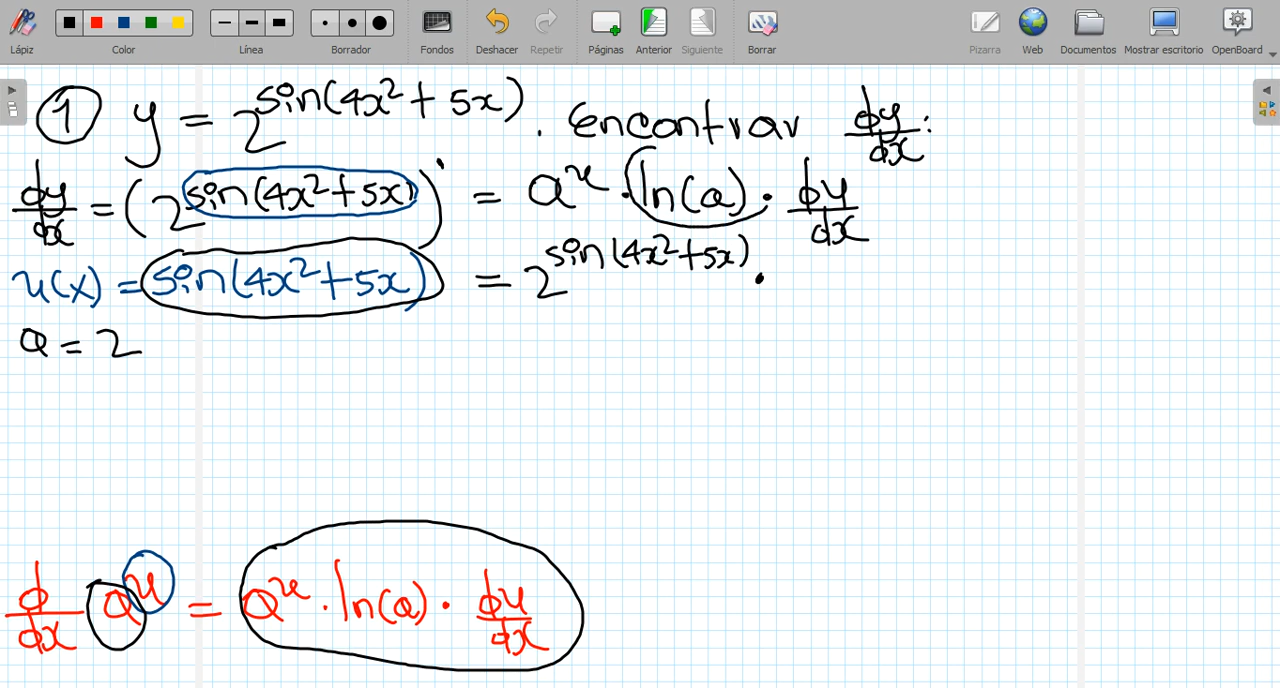 Lápiz Color Línea Borrador Fondos Deshacer Repetir Páginas Anterior Siguiente Borrar Pizarra Web Documentos Mostrar escritorio OpenBoard
① y = 2^sin(4x²+5x). encontrar dy/dx:
dy/dx = (2^sin(4x²+5x))' = a^u · ln(a) · du/dx
u(x) = sin(4x²+5x) = 2^sin(4x²+5x) ·
a = 2
d/dx a^u = a^u · ln(a) · du/dx